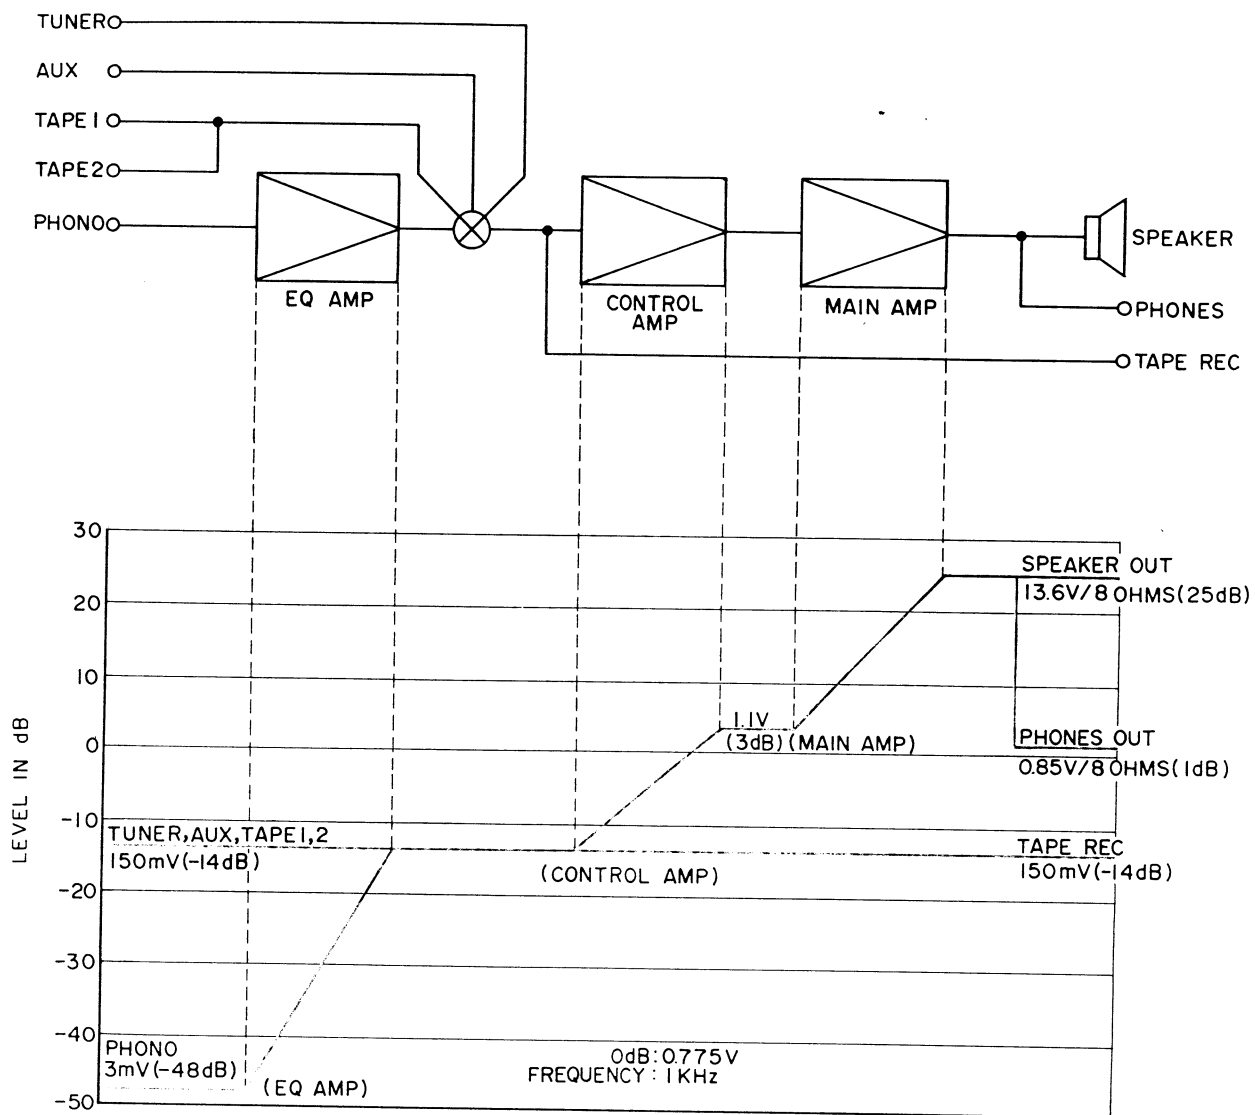 TUNER
AUX
TAPE 1
TAPE2
PHONO
EQ AMP
CONTROL
AMP
MAIN AMP
SPEAKER
PHONES
TAPE REC
LEVEL IN dB
30
20
10
0
-10
-20
-30
-40
-50
SPEAKER OUT
13.6V/8 OHMS(25dB)
1.1V
(3dB)(MAIN AMP)
PHONES OUT
0.85V/8 OHMS(1dB)
TUNER,AUX,TAPE1,2
150mV(-14dB)
(CONTROL AMP)
TAPE REC
150mV(-14dB)
PHONO
3mV(-48dB)
(EQ AMP)
0dB:0.775V
FREQUENCY : 1KHz